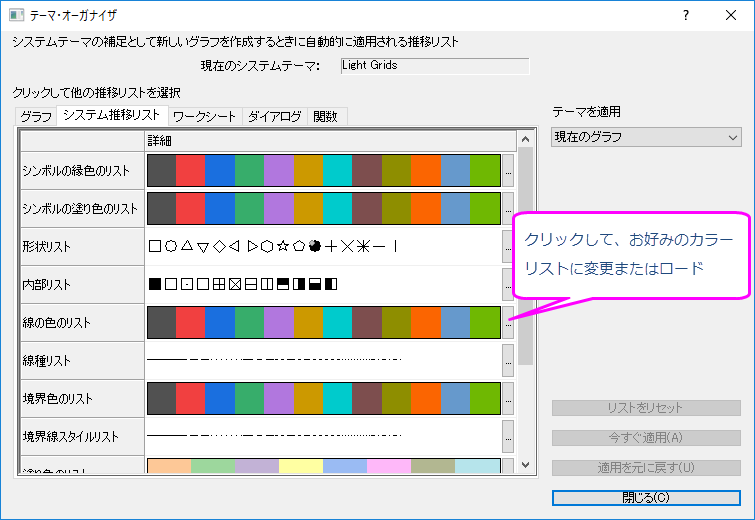 テーマ・オーガナイザ
システムテーマの補足として新しいグラフを作成するときに自動的に適用される推移リスト
現在のシステムテーマ: Light Grids
クリックして他の推移リストを選択
グラフ システム推移リスト ワークシート ダイアログ 関数
テーマを適用
現在のグラフ
詳細
シンボルの縁色のリスト ...
シンボルの塗り色のリスト ...
形状リスト ...
内部リスト ...
線の色のリスト ...
線種リスト ...
境界色のリスト ...
境界線スタイルリスト ...
塗り色のリスト ...
クリックして、お好みのカラー
リストに変更またはロード
リストをリセット
今すぐ適用(A)
適用を元に戻す(U)
閉じる(C)